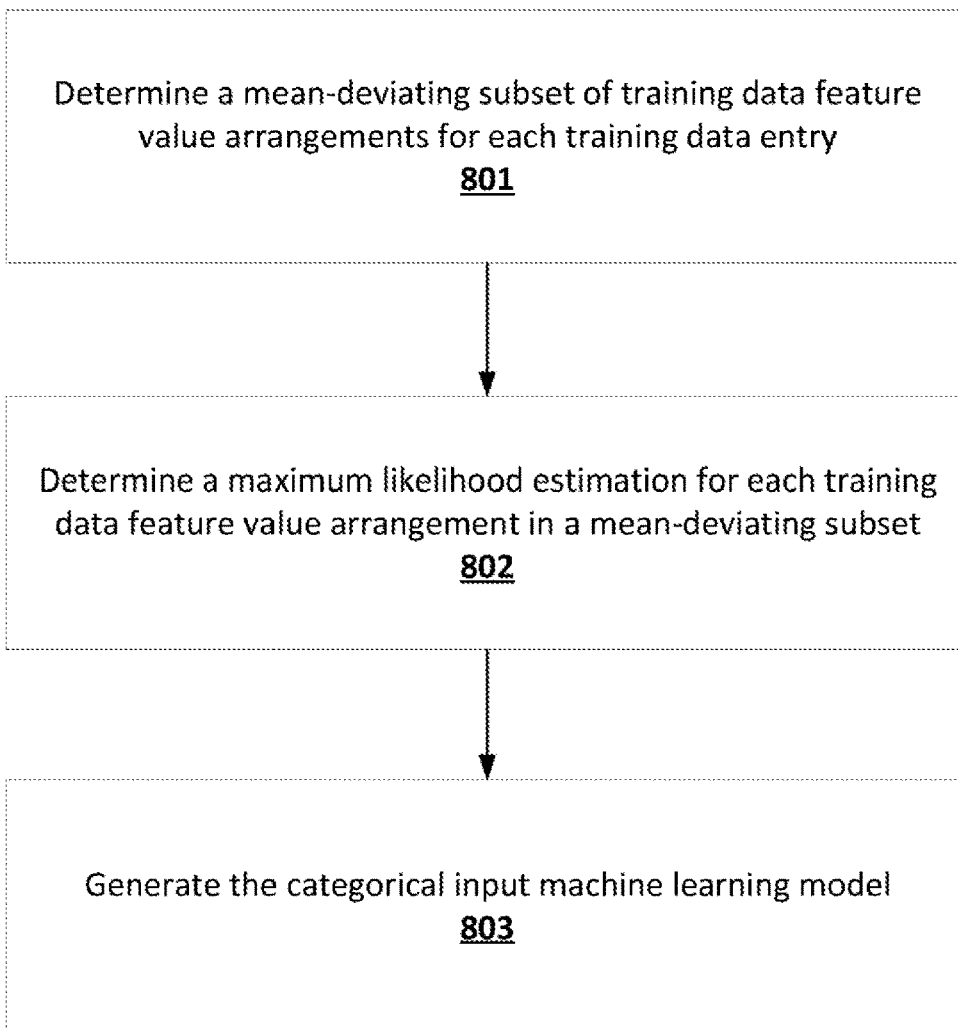 Determine a mean-deviating subset of training data feature
value arrangements for each training data entry
801
Determine a maximum likelihood estimation for each training
data feature value arrangement in a mean-deviating subset
802
Generate the categorical input machine learning model
803